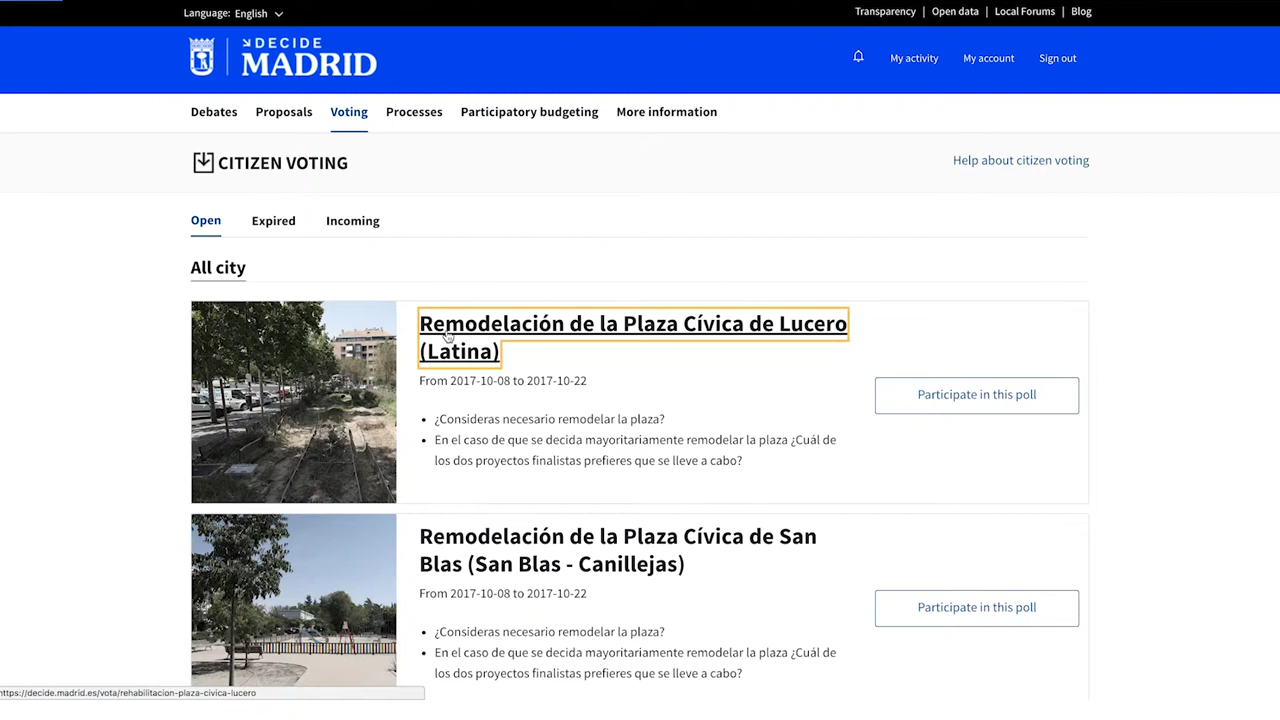 Language: English
Transparency | Open data | Local Forums | Blog
DECIDE
MADRID
My activity My account Sign out
Debates Proposals Voting Processes Participatory budgeting More information
CITIZEN VOTING
Help about citizen voting
Open Expired Incoming
All city
Remodelación de la Plaza Cívica de Lucero
(Latina)
From 2017-10-08 to 2017-10-22
Participate in this poll
• ¿Consideras necesario remodelar la plaza?
• En el caso de que se decida mayoritariamente remodelar la plaza ¿Cuál de
los dos proyectos finalistas prefieres que se lleve a cabo?
Remodelación de la Plaza Cívica de San
Blas (San Blas - Canillejas)
From 2017-10-08 to 2017-10-22
Participate in this poll
• ¿Consideras necesario remodelar la plaza?
• En el caso de que se decida mayoritariamente remodelar la plaza ¿Cuál de
los dos proyectos finalistas prefieres que se lleve a cabo?
https://decide.madrid.es/vota/rehabilitacion-plaza-civica-lucero